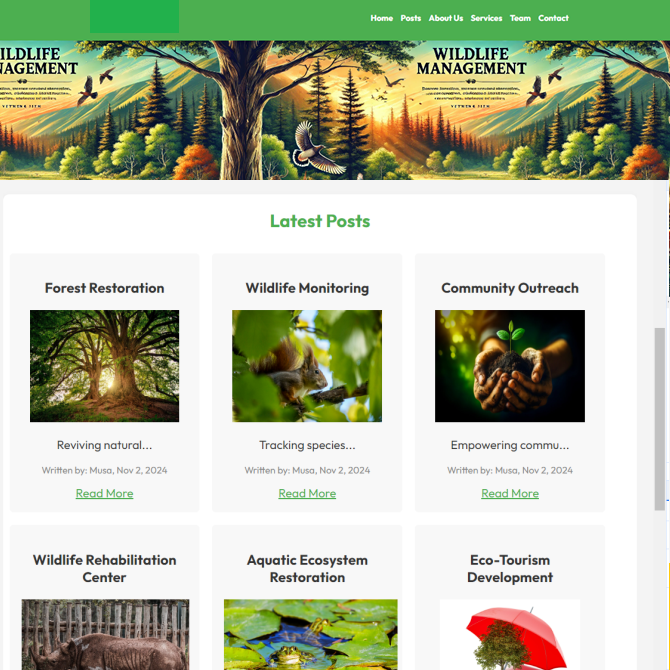 Home Posts About Us Services Team Contact
ILDLIFE
NAGEMENT
WILDLIFE
MANAGEMENT
Latest Posts
Forest Restoration
Wildlife Monitoring
Community Outreach
Reviving natural...
Tracking species...
Empowering commu...
Written by: Musa, Nov 2, 2024
Written by: Musa, Nov 2, 2024
Written by: Musa, Nov 2, 2024
Read More
Read More
Read More
Wildlife Rehabilitation
Center
Aquatic Ecosystem
Restoration
Eco-Tourism
Development